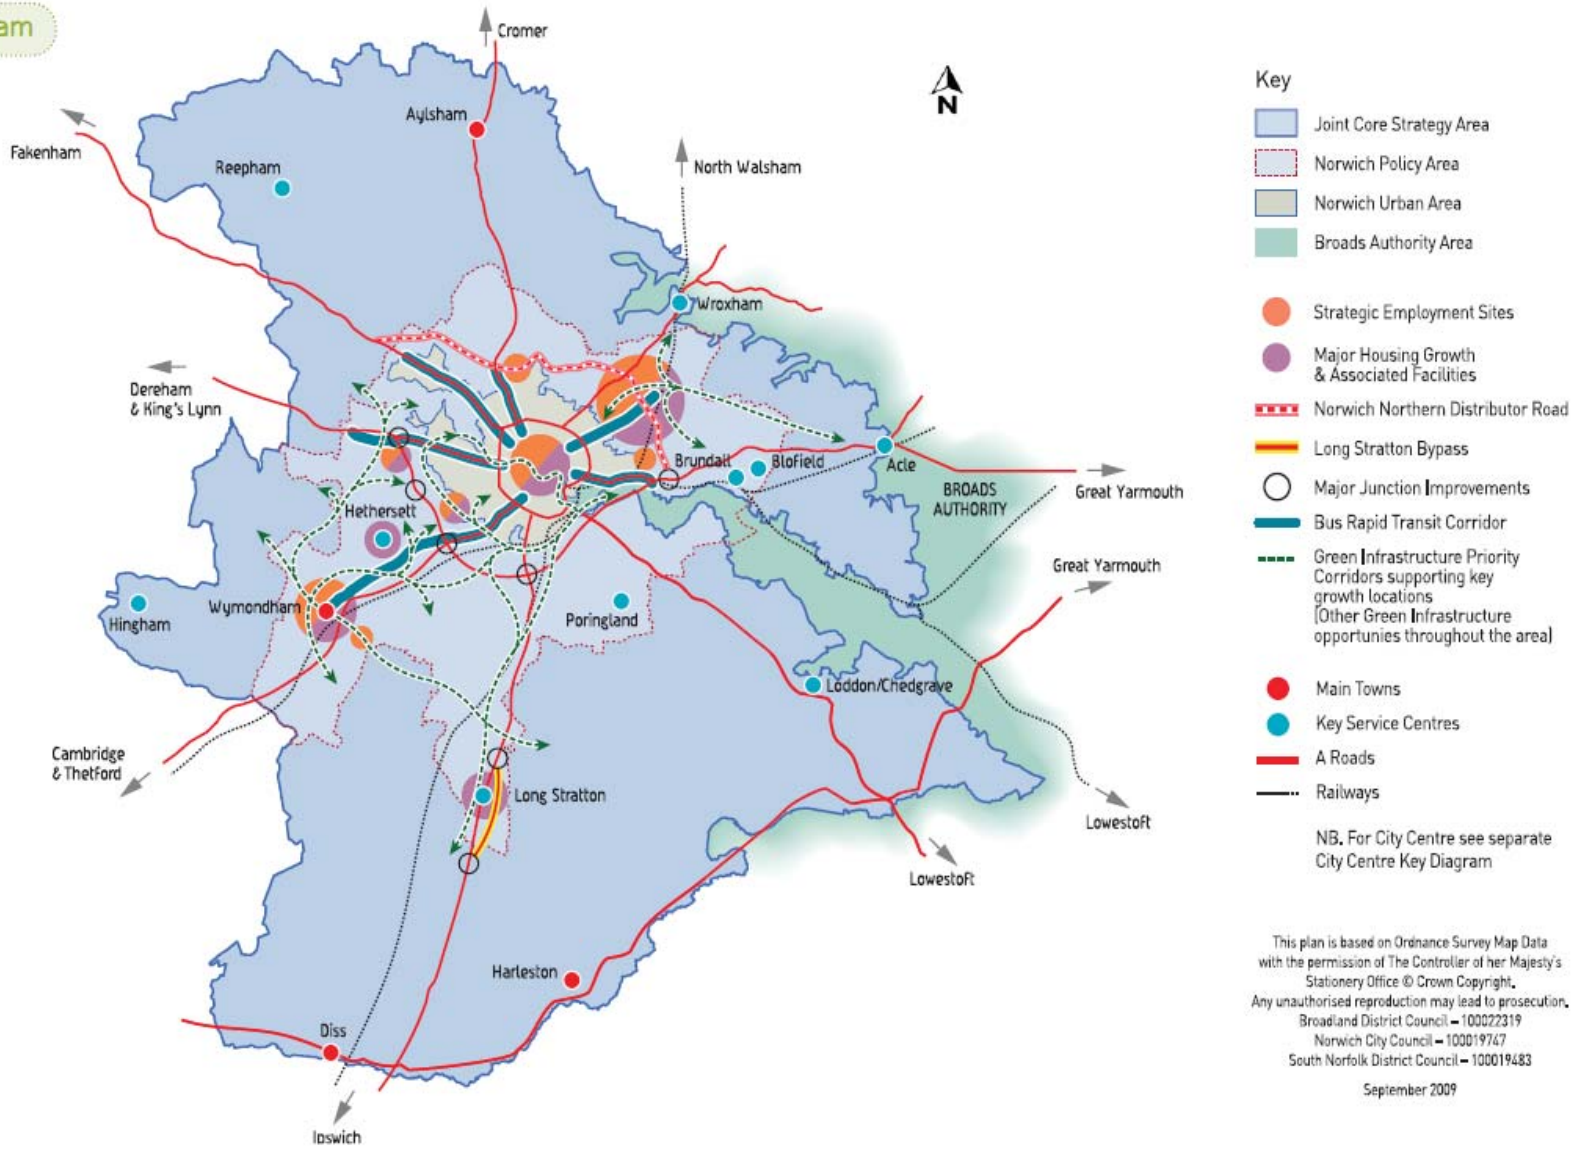 am
Cromer
Aylsham
Fakenham
Reepham
North Walsham
N
Wroxham
Dereham
& King's Lynn
Brundall
Blofield
Acle
Great Yarmouth
BROADS
AUTHORITY
Hethersett
Great Yarmouth
Wymondham
Hingham
Poringland
Loddon/Chedgrave
Cambridge
& Thetford
Long Stratton
Lowestoft
Lowestoft
Harleston
Diss
Ipswich
Key
Joint Core Strategy Area
Norwich Policy Area
Norwich Urban Area
Broads Authority Area
Strategic Employment Sites
Major Housing Growth
& Associated Facilities
Norwich Northern Distributor Road
Long Stratton Bypass
Major Junction Improvements
Bus Rapid Transit Corridor
Green Infrastructure Priority
Corridors supporting key
growth locations
(Other Green Infrastructure
opportunies throughout the area)
Main Towns
Key Service Centres
A Roads
Railways
NB. For City Centre see separate
City Centre Key Diagram
This plan is based on Ordnance Survey Map Data
with the permission of The Controller of her Majesty's
Stationery Office © Crown Copyright.
Any unauthorised reproduction may lead to prosecution.
Broadland District Council – 100022319
Norwich City Council – 100019747
South Norfolk District Council – 100019483
September 2009